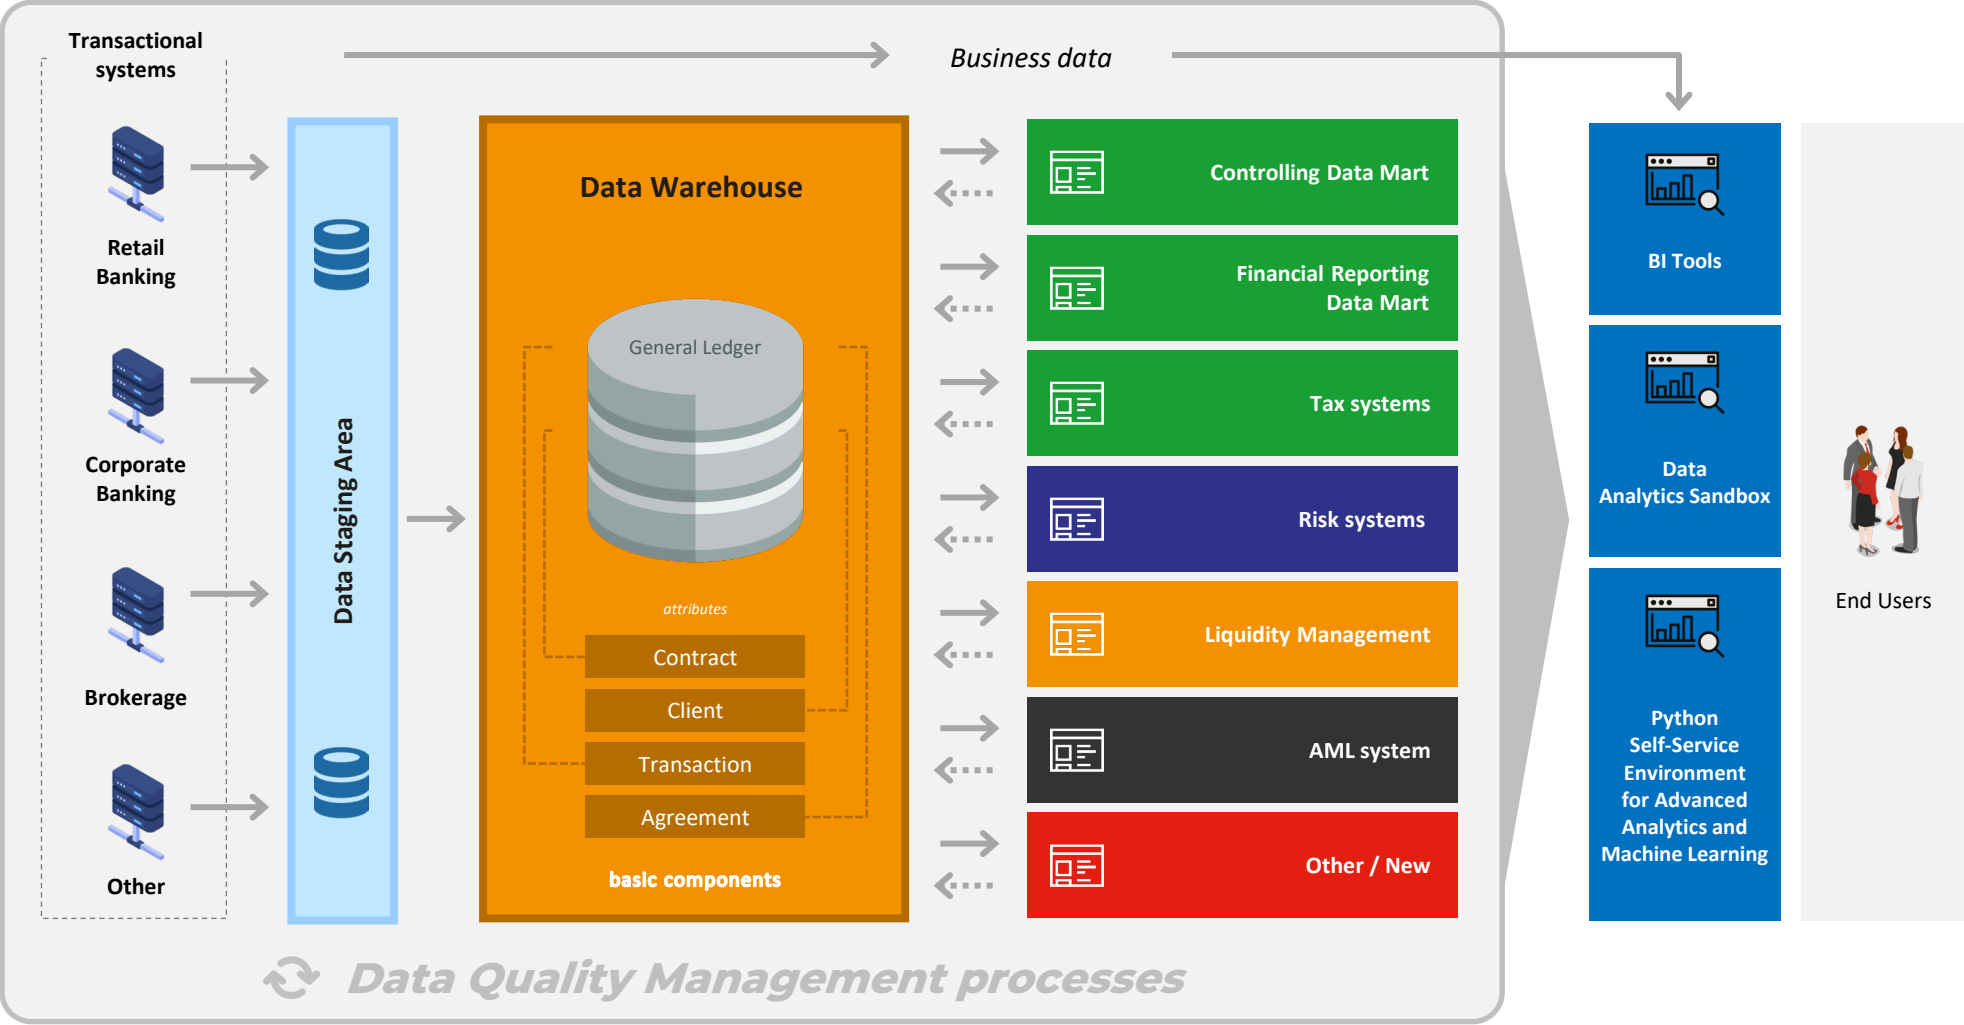 Transactional
systems
Business data
Retail
Banking
Corporate
Banking
Brokerage
Other
Data Staging Area
Data Warehouse
General Ledger
attributes
Contract
Client
Transaction
Agreement
basic components
Controlling Data Mart
Financial Reporting
Data Mart
Tax systems
Risk systems
Liquidity Management
AML system
Other / New
BI Tools
Data
Analytics Sandbox
Python
Self-Service
Environment
for Advanced
Analytics and
Machine Learning
End Users
Data Quality Management processes